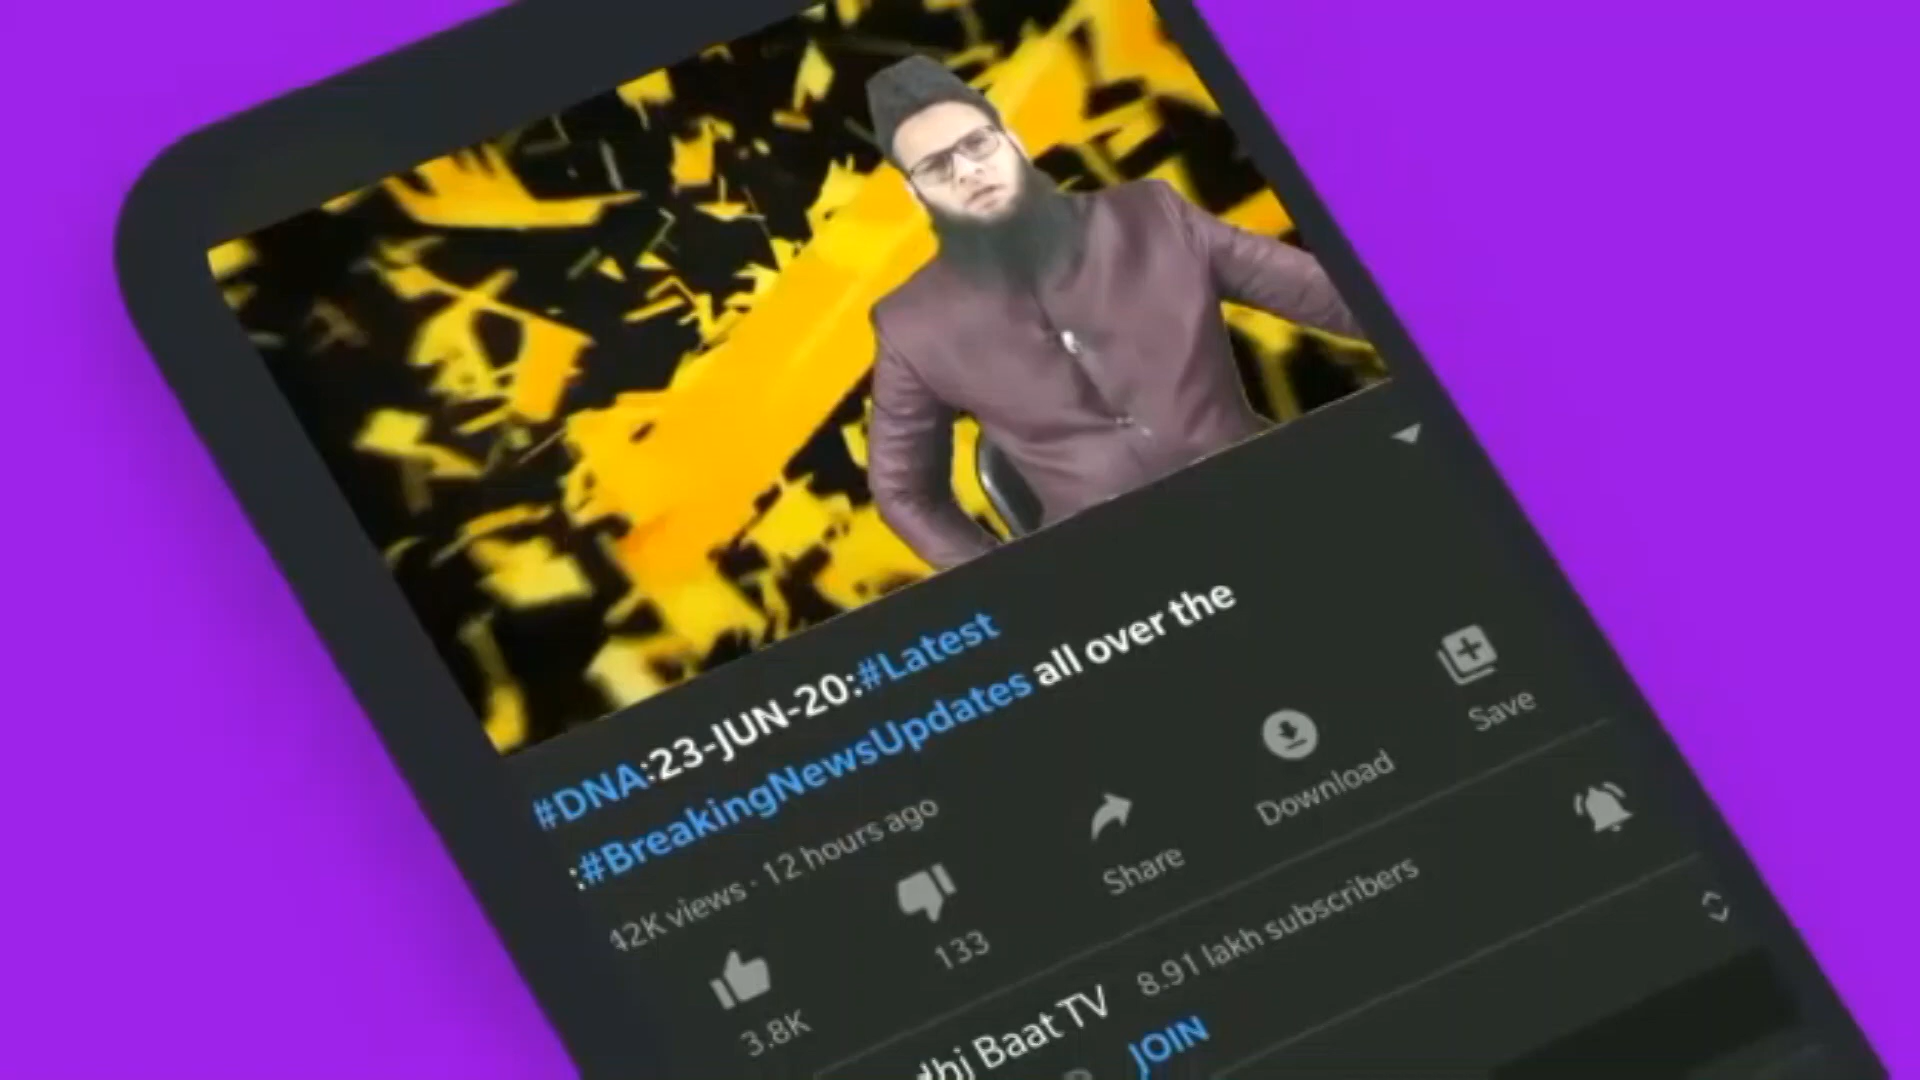 #DNA:23-JUN-20:#Latest
:#BreakingNewsUpdates all over the
42K views · 12 hours ago
3.8K
133
Share
Download
Save
Baat TV 8.91 lakh subscribers
JOIN